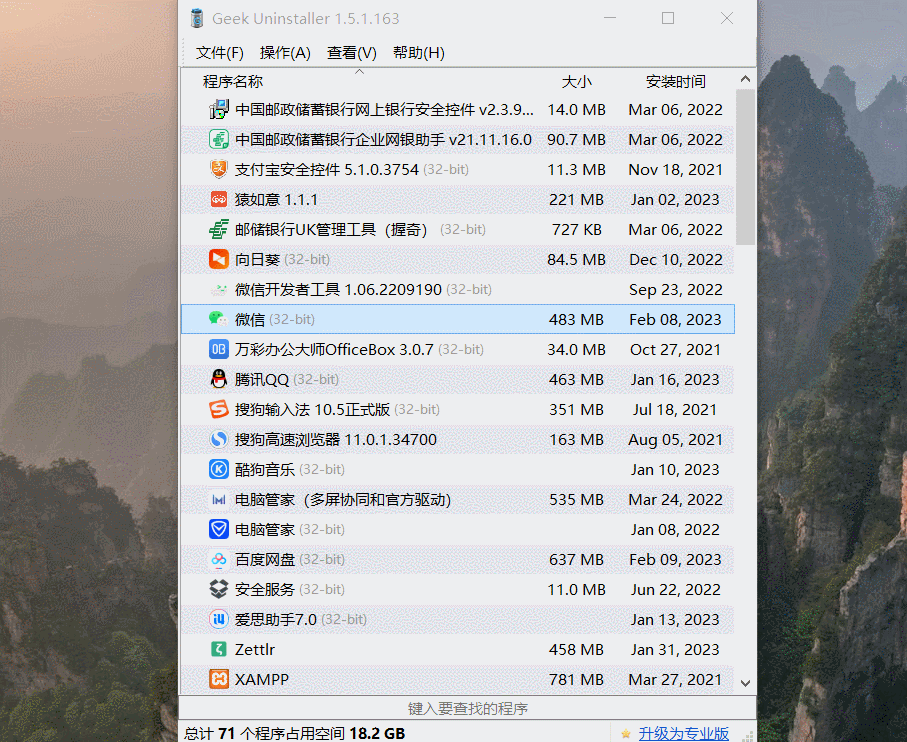 Geek Uninstaller 1.5.1.163
文件(F) 操作(A) 查看(V) 帮助(H)
程序名称 大小 安装时间
中国邮政储蓄银行网上银行安全控件 v2.3.9... 14.0 MB Mar 06, 2022
中国邮政储蓄银行企业网银助手 v21.11.16.0 90.7 MB Mar 06, 2022
支付宝安全控件 5.1.0.3754 (32-bit) 11.3 MB Nov 18, 2021
猿如意 1.1.1 221 MB Jan 02, 2023
邮储银行UK管理工具（握奇） (32-bit) 727 KB Mar 06, 2022
向日葵 (32-bit) 84.5 MB Dec 10, 2022
微信开发者工具 1.06.2209190 (32-bit) Sep 23, 2022
微信 (32-bit) 483 MB Feb 08, 2023
万彩办公大师OfficeBox 3.0.7 (32-bit) 34.0 MB Oct 27, 2021
腾讯QQ (32-bit) 463 MB Jan 16, 2023
搜狗输入法 10.5正式版 (32-bit) 351 MB Jul 18, 2021
搜狗高速浏览器 11.0.1.34700 163 MB Aug 05, 2021
酷狗音乐 (32-bit) Jan 10, 2023
电脑管家（多屏协同和官方驱动） 535 MB Mar 24, 2022
电脑管家 (32-bit) Jan 08, 2022
百度网盘 (32-bit) 637 MB Feb 09, 2023
安全服务 (32-bit) 11.0 MB Jun 22, 2022
爱思助手7.0 (32-bit) Jan 13, 2023
Zettlr 458 MB Jan 31, 2023
XAMPP 781 MB Mar 27, 2021
键入要查找的程序
总计 71 个程序占用空间 18.2 GB 升级为专业版